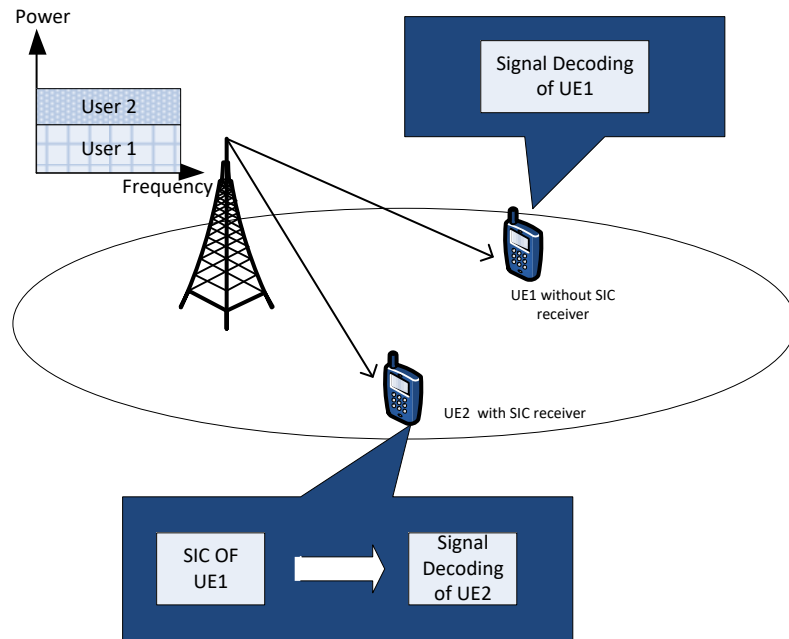 Power
User 2
User 1
Frequency
Signal Decoding
of UE1
UE1 without SIC
receiver
UE2 with SIC receiver
SIC OF
UE1
Signal
Decoding
of UE2